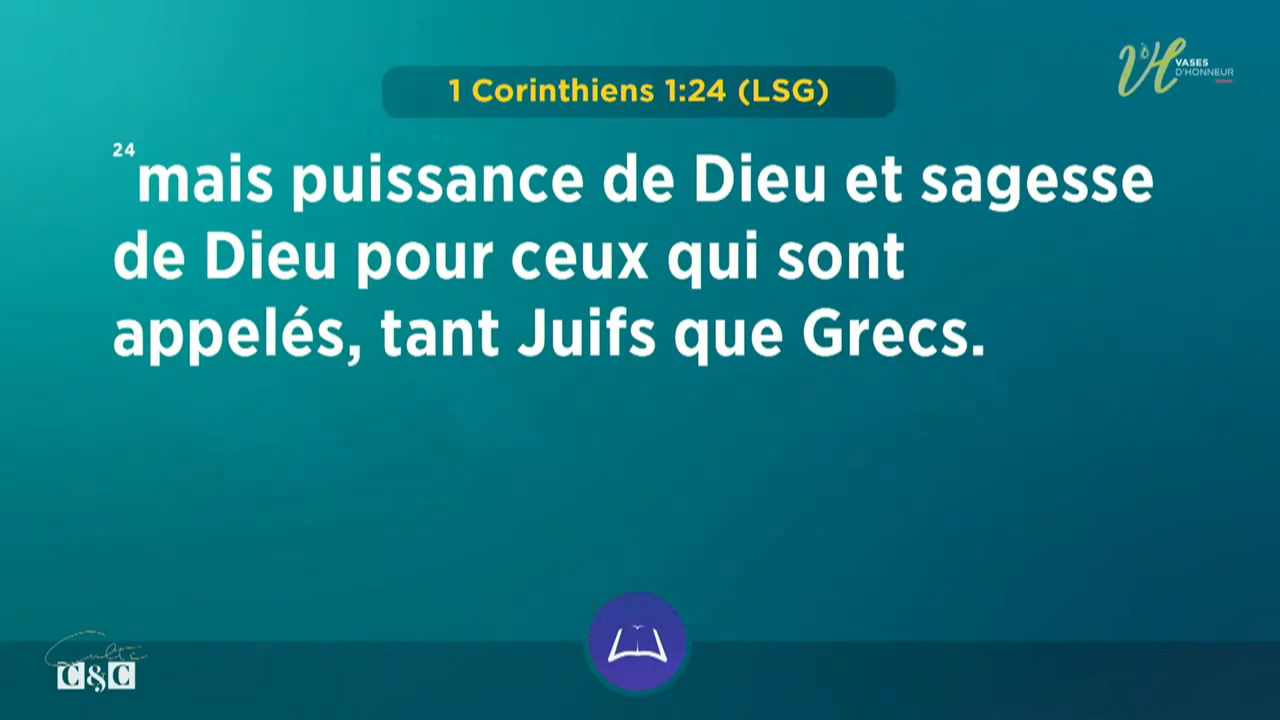 1 Corinthiens 1:24 (LSG)
VASES
D'HONNEUR
24 mais puissance de Dieu et sagesse
de Dieu pour ceux qui sont
appelés, tant Juifs que Grecs.
Culte
C&C